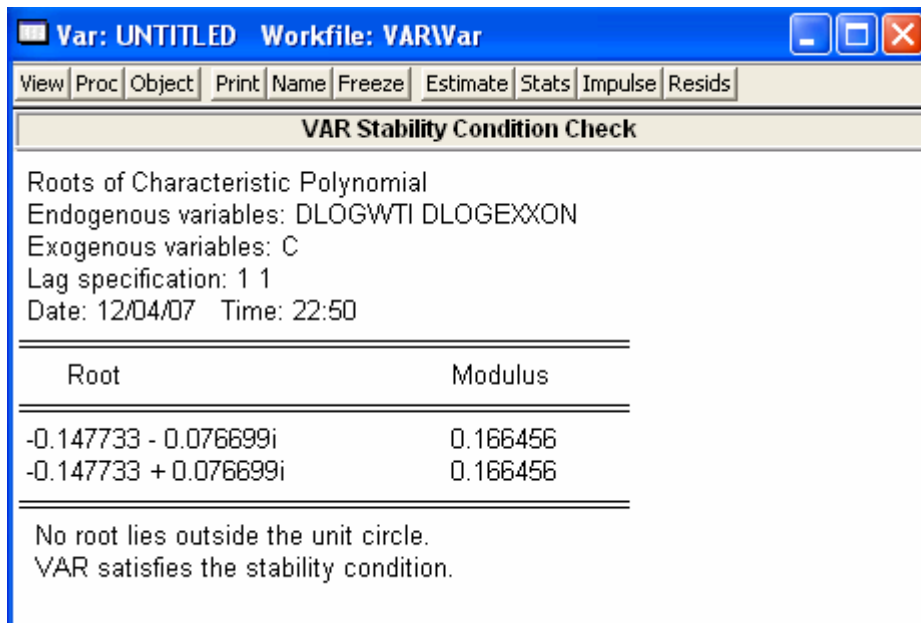 Var: UNTITLED Workfile: VAR\Var
View Proc Object Print Name Freeze Estimate Stats Impulse Resids
VAR Stability Condition Check
Roots of Characteristic Polynomial
Endogenous variables: DLOGWTI DLOGEXXON
Exogenous variables: C
Lag specification: 1 1
Date: 12/04/07 Time: 22:50
Root Modulus
-0.147733 - 0.076699i 0.166456
-0.147733 + 0.076699i 0.166456
No root lies outside the unit circle.
VAR satisfies the stability condition.